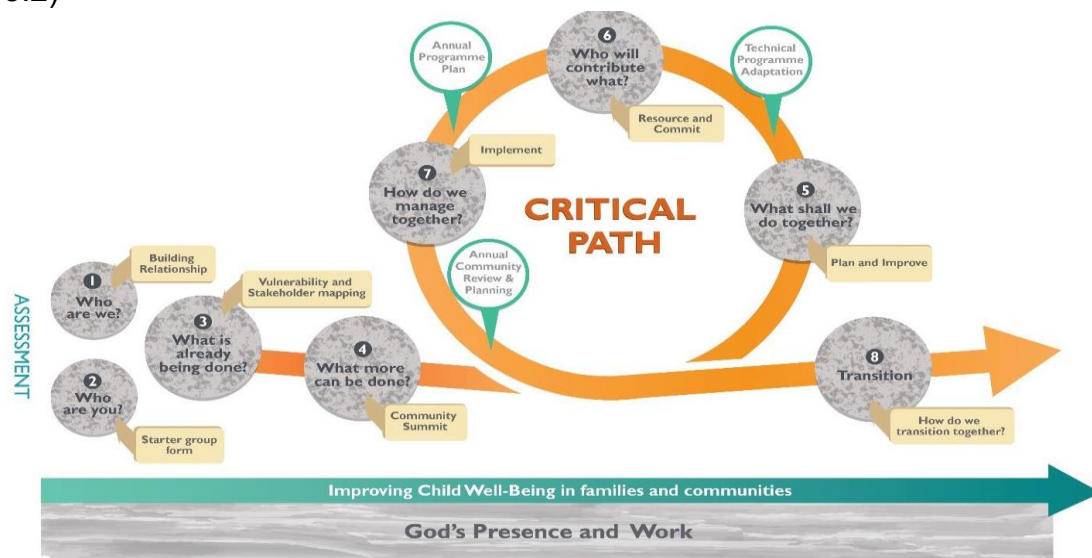 ASSESSMENT
1
Who
are we?
Building
Relationship
2
Who
are you?
Starter group
form
3
What is
already
being done?
Vulnerability and
Stakeholder mapping
4
What more
can be done?
Community
Summit
CRITICAL
PATH
5
What shall we
do together?
Plan and Improve
Technical
Programme
Adaptation
6
Who will
contribute
what?
Resource and
Commit
Annual
Programme
Plan
7
How do we
manage
together?
Implement
Annual
Community
Review &
Planning
8
Transition
How do we
transition together?
Improving Child Well-Being in families and communities
God's Presence and Work